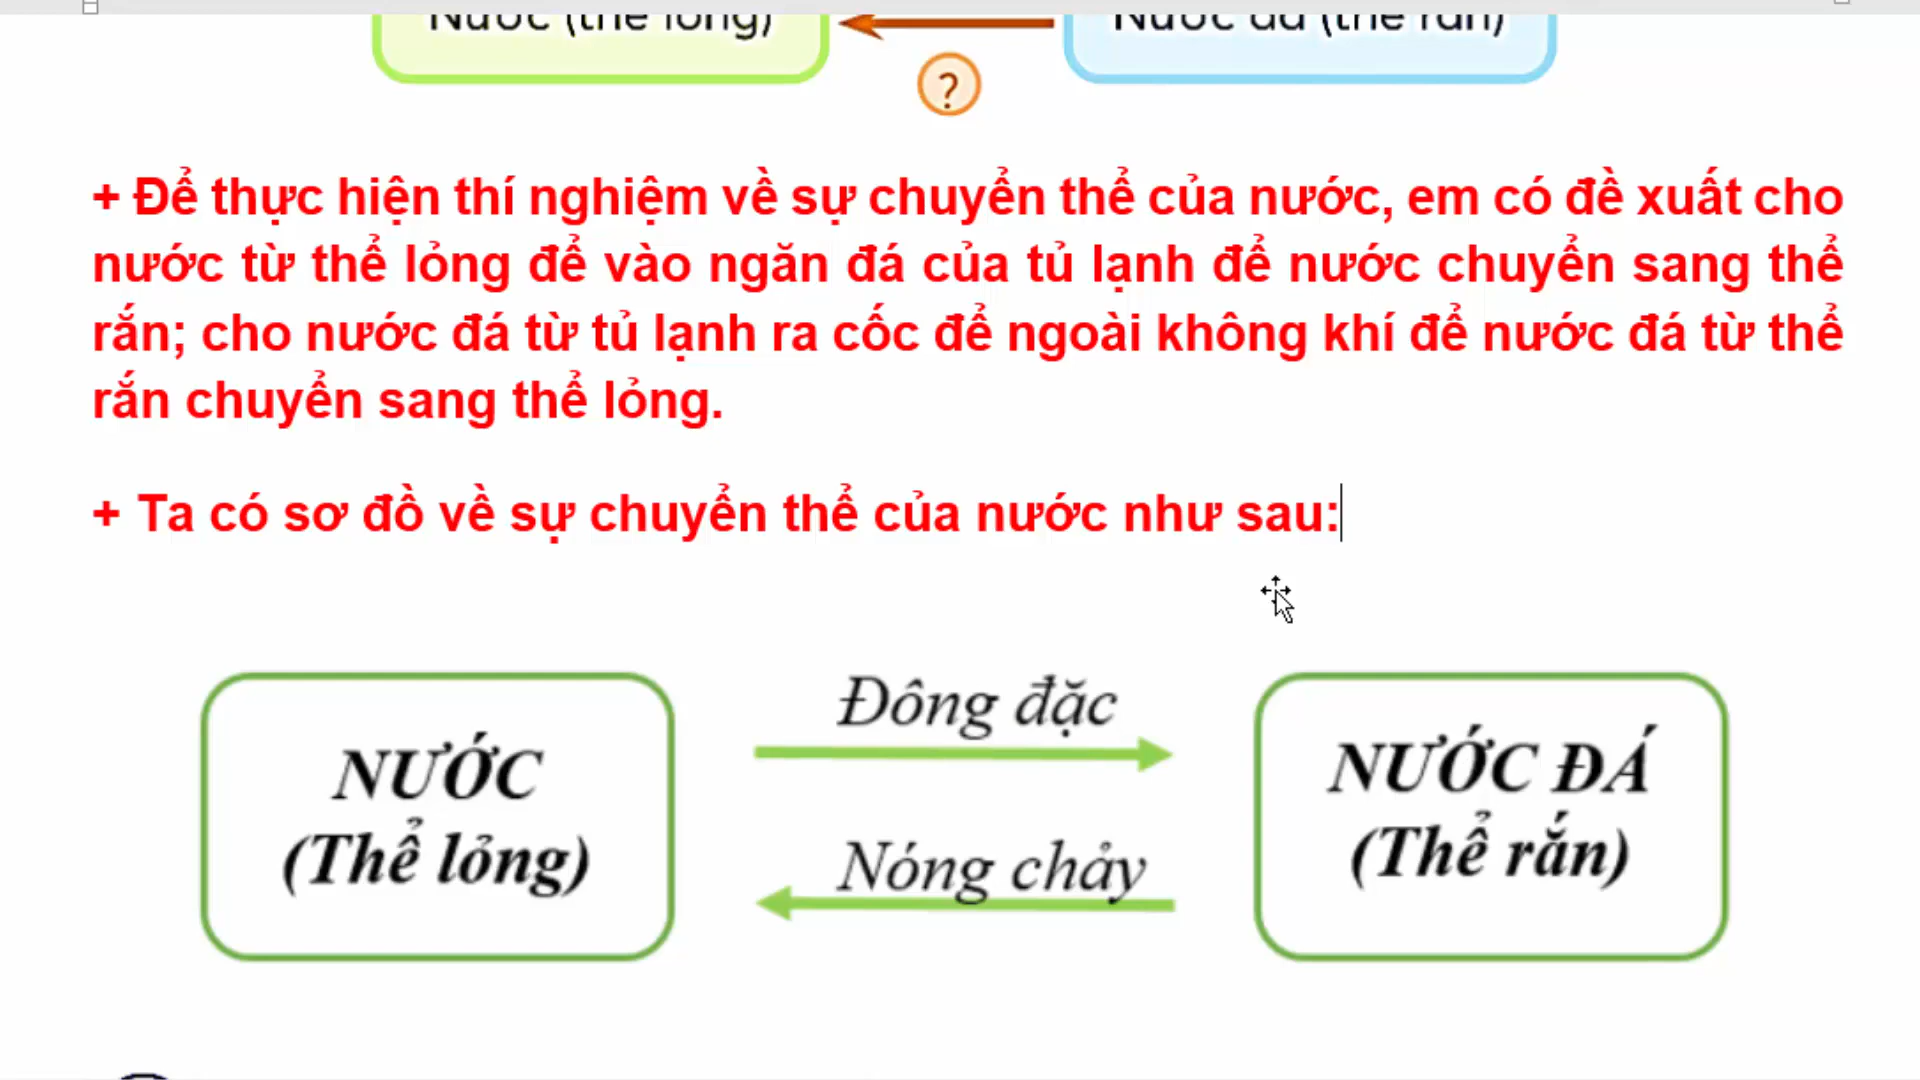 Nước (thể lỏng)
Nước đá (thể rắn)
?
+ Để thực hiện thí nghiệm về sự chuyển thể của nước, em có đề xuất cho
nước từ thể lỏng để vào ngăn đá của tủ lạnh để nước chuyển sang thể
rắn; cho nước đá từ tủ lạnh ra cốc để ngoài không khí để nước đá từ thể
rắn chuyển sang thể lỏng.
+ Ta có sơ đồ về sự chuyển thể của nước như sau:
NƯỚC
(Thể lỏng)
Đông đặc
Nóng chảy
NƯỚC ĐÁ
(Thể rắn)